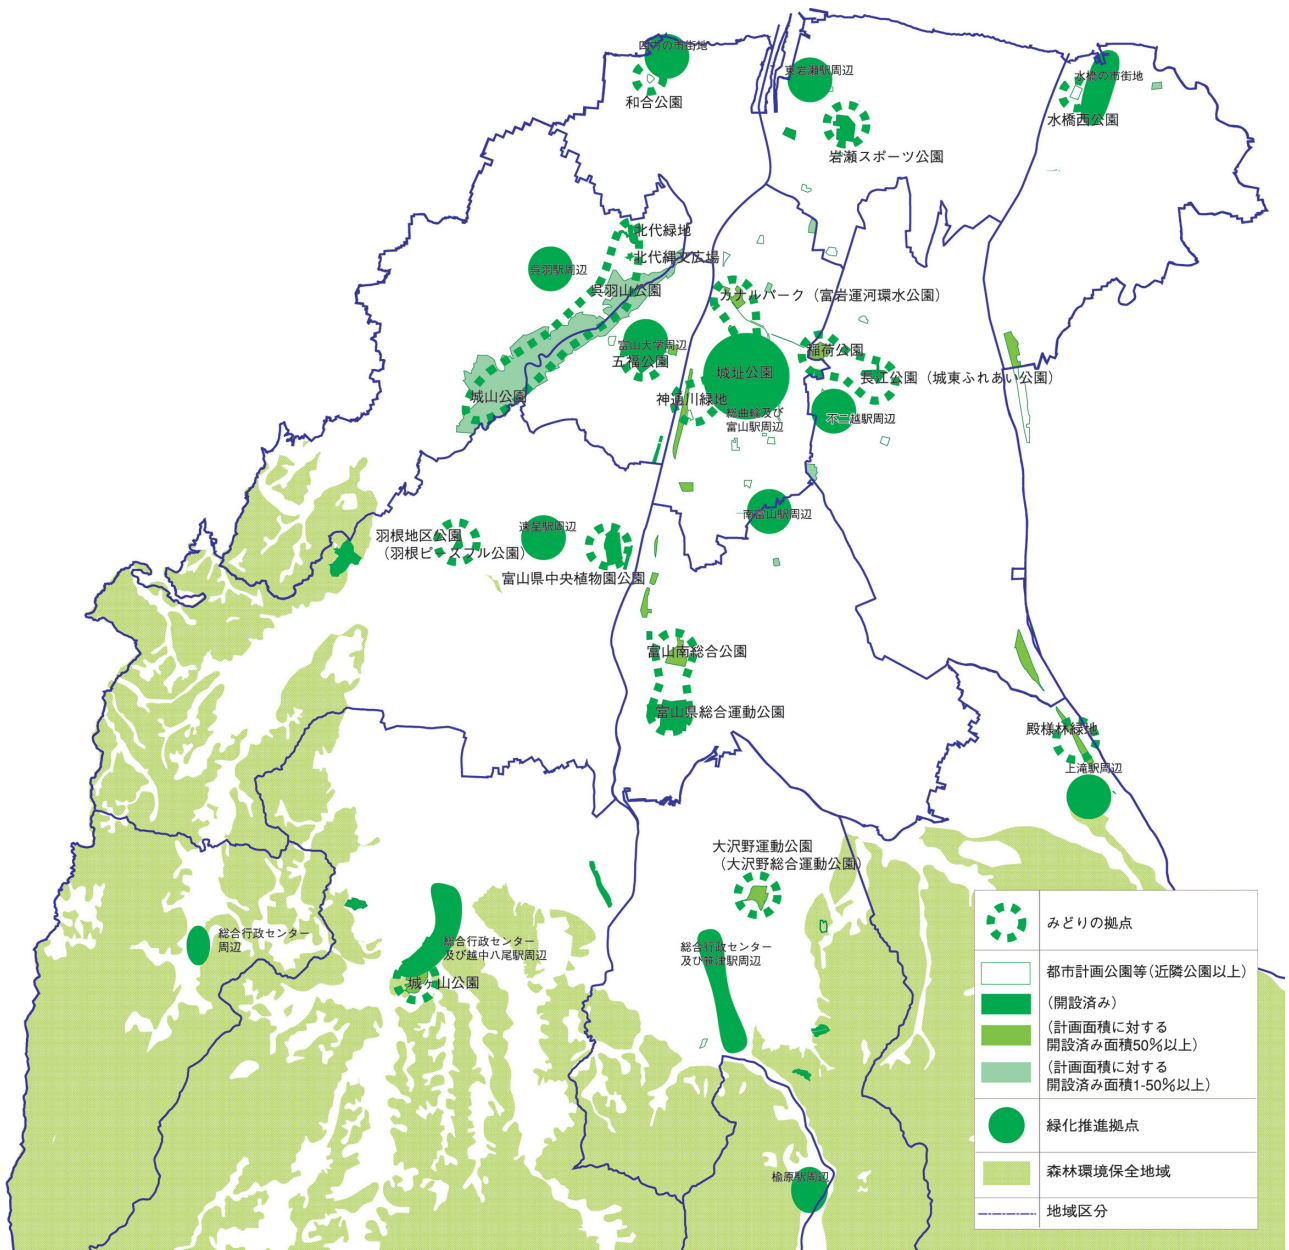 四方の市街地
和合公園
東岩瀬駅周辺
岩瀬スポーツ公園
水橋の市街地
水橋西公園
北代緑地
北代縄文広場
呉羽駅周辺
呉羽山公園
カナルパーク（富岩運河環水公園）
富山大学周辺
五福公園
稲荷公園
城址公園
長江公園（城東ふれあい公園）
城山公園
神通川緑地
総曲輪及び
富山駅周辺
不二越駅周辺
南富山駅周辺
羽根地区公園
（羽根ピースフル公園）
速星駅周辺
富山県中央植物園公園
富山南総合公園
富山県総合運動公園
殿様林緑地
上滝駅周辺
大沢野運動公園
（大沢野総合運動公園）
総合行政センター
周辺
総合行政センター
及び越中八尾駅周辺
城ヶ山公園
総合行政センター
及び笹津駅周辺
楡原駅周辺
みどりの拠点
都市計画公園等（近隣公園以上）
（開設済み）
（計画面積に対する
開設済み面積50％以上）
（計画面積に対する
開設済み面積1-50％以上）
緑化推進拠点
森林環境保全地域
地域区分